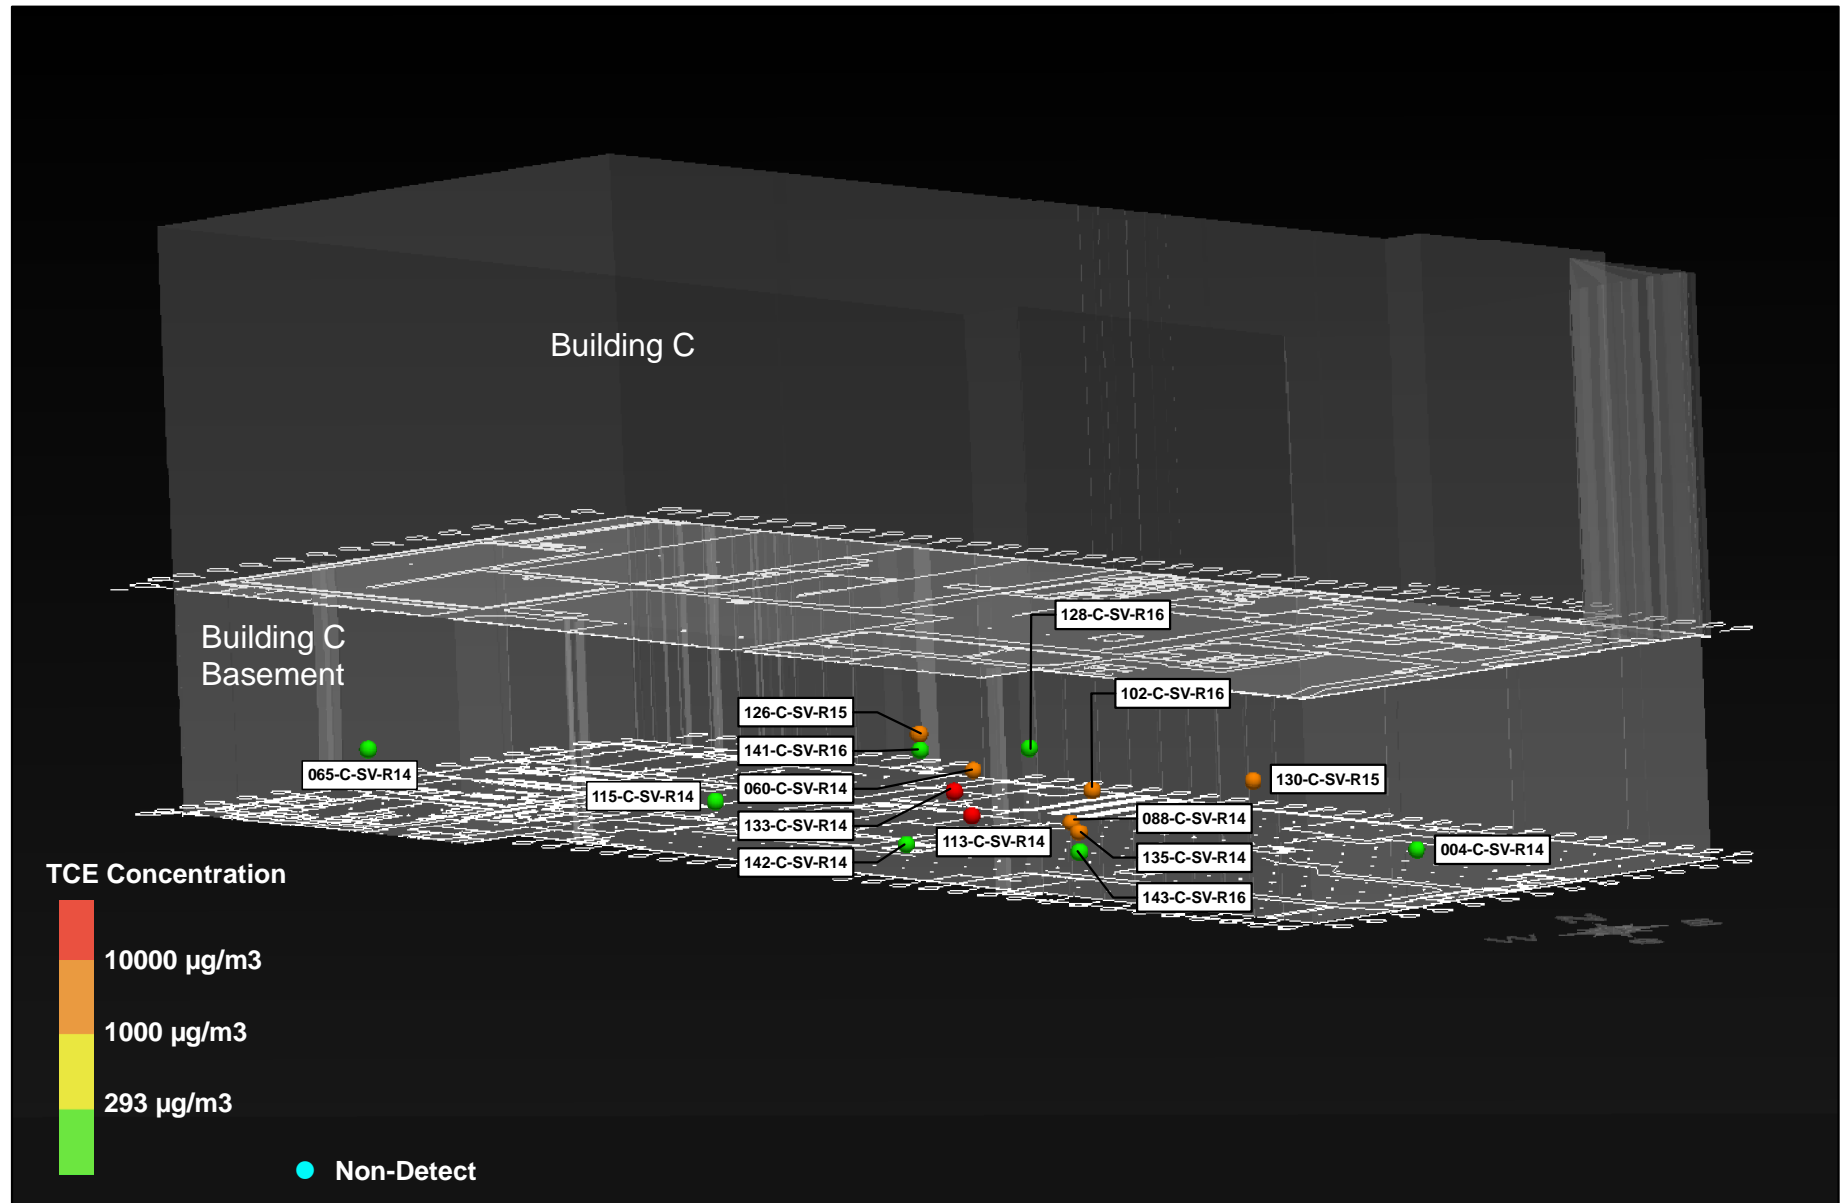 Building C
128-C-SV-R16
Building C
Basement
102-C-SV-R16
126-C-SV-R15
141-C-SV-R16
065-C-SV-R14
130-C-SV-R15
060-C-SV-R14
115-C-SV-R14
088-C-SV-R14
133-C-SV-R14
113-C-SV-R14
004-C-SV-R14
135-C-SV-R14
142-C-SV-R14
143-C-SV-R16
TCE Concentration
10000 µg/m3
1000 µg/m3
293 µg/m3
Non-Detect